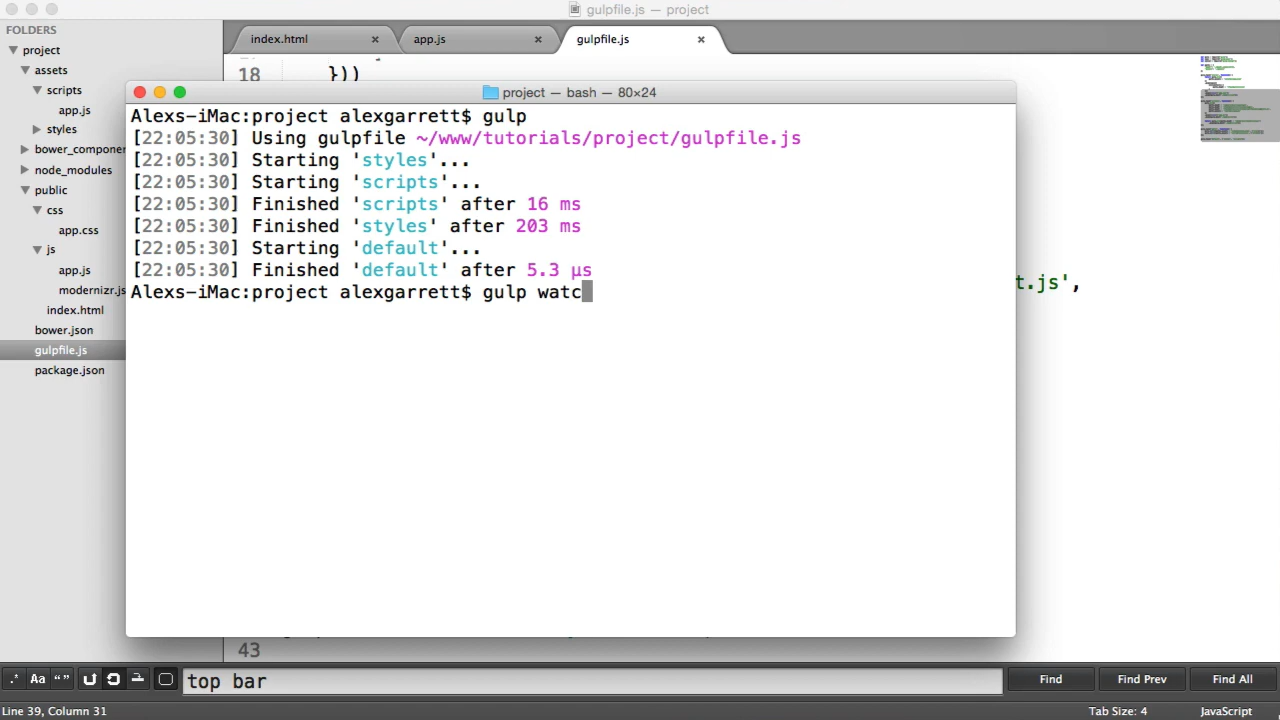 gulpfile.js — project
FOLDERS
project
assets
scripts
app.js
styles
bower_componen
node_modules
public
css
app.css
js
app.js
modernizr.js
index.html
bower.json
gulpfile.js
package.json
index.html
app.js
gulpfile.js
18 }))
project — bash — 80×24
Alexs-iMac:project alexgarrett$ gulp
[22:05:30] Using gulpfile ~/www/tutorials/project/gulpfile.js
[22:05:30] Starting 'styles'...
[22:05:30] Starting 'scripts'...
[22:05:30] Finished 'scripts' after 16 ms
[22:05:30] Finished 'styles' after 203 ms
[22:05:30] Starting 'default'...
[22:05:30] Finished 'default' after 5.3 μs
Alexs-iMac:project alexgarrett$ gulp watc
t.js',
43
.* Aa “ ”
top bar
Find
Find Prev
Find All
Line 39, Column 31
Tab Size: 4
JavaScript